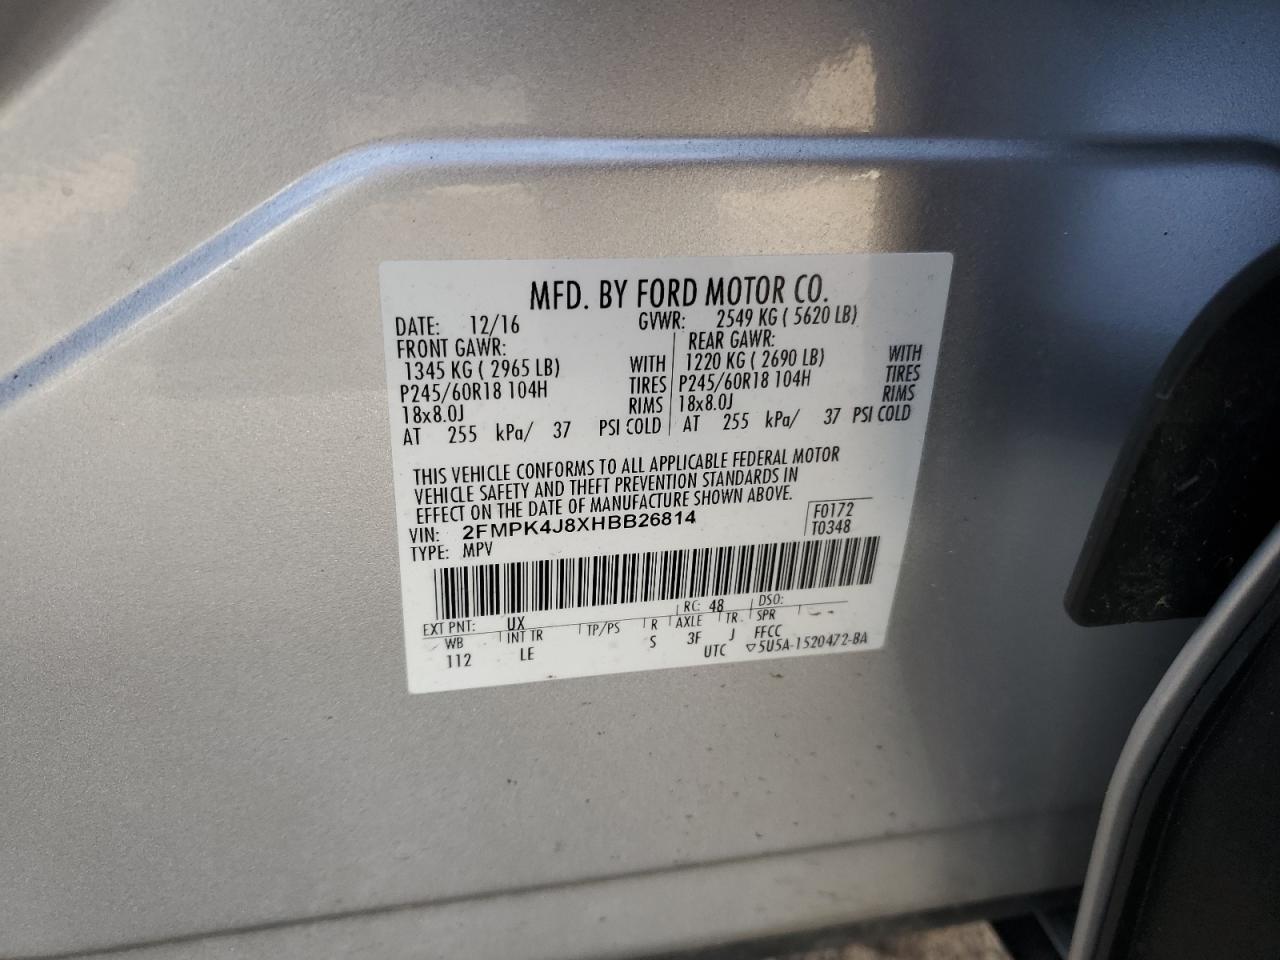 MFD. BY FORD MOTOR CO.
DATE: 12/16 GVWR: 2549 KG ( 5620 LB)
FRONT GAWR: REAR GAWR:
1345 KG ( 2965 LB) WITH 1220 KG ( 2690 LB) WITH
P245/60R18 104H TIRES P245/60R18 104H TIRES
18x8.0J RIMS 18x8.0J RIMS
AT 255 kPa/ 37 PSI COLD AT 255 kPa/ 37 PSI COLD
THIS VEHICLE CONFORMS TO ALL APPLICABLE FEDERAL MOTOR
VEHICLE SAFETY AND THEFT PREVENTION STANDARDS IN
EFFECT ON THE DATE OF MANUFACTURE SHOWN ABOVE.
VIN: 2FMPK4J8XHBB26814 F0172
TYPE: MPV T0348
EXT PNT: UX RC: 48 DSO:
WB INT TR TP/PS R AXLE TR SPR
112 LE S 3F J FFCC
UTC ▽5U5A-1520472-BA